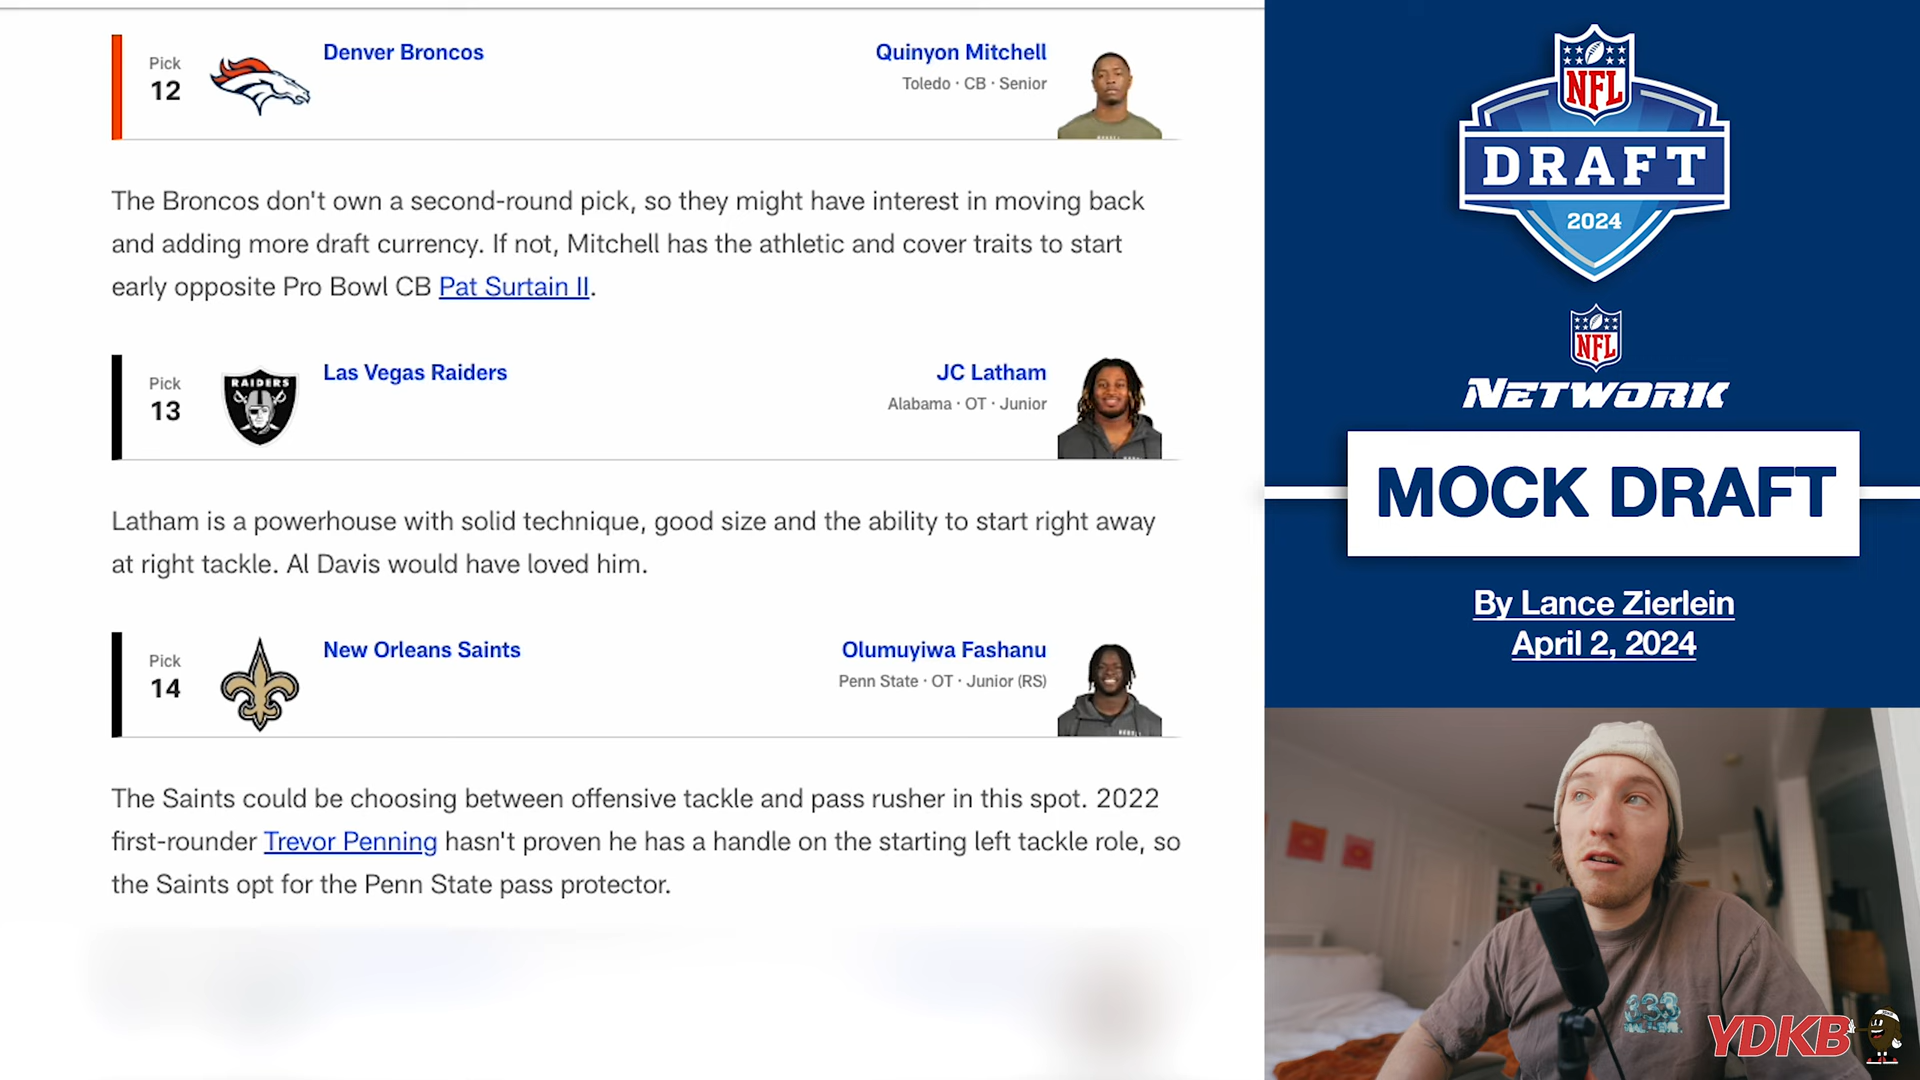 Pick
12
Denver Broncos
Quinyon Mitchell
Toledo · CB · Senior
The Broncos don't own a second-round pick, so they might have interest in moving back
and adding more draft currency. If not, Mitchell has the athletic and cover traits to start
early opposite Pro Bowl CB Pat Surtain II.
Pick
13
RAIDERS
Las Vegas Raiders
JC Latham
Alabama · OT · Junior
Latham is a powerhouse with solid technique, good size and the ability to start right away
at right tackle. Al Davis would have loved him.
Pick
14
New Orleans Saints
Olumuyiwa Fashanu
Penn State · OT · Junior (RS)
The Saints could be choosing between offensive tackle and pass rusher in this spot. 2022
first-rounder Trevor Penning hasn't proven he has a handle on the starting left tackle role, so
the Saints opt for the Penn State pass protector.
NFL
DRAFT
2024
NFL
NETWORK
MOCK DRAFT
By Lance Zierlein
April 2, 2024
333
YDKB